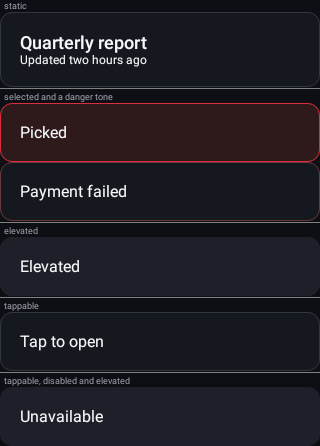 static
Quarterly report
Updated two hours ago
selected and a danger tone
Picked
Payment failed
elevated
Elevated
tappable
Tap to open
tappable, disabled and elevated
Unavailable